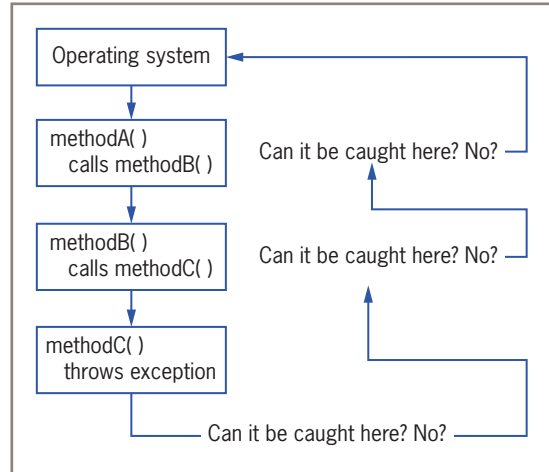 Operating system
methodA( )
calls methodB( )
Can it be caught here? No?
methodB( )
calls methodC( )
Can it be caught here? No?
methodC( )
throws exception
Can it be caught here? No?